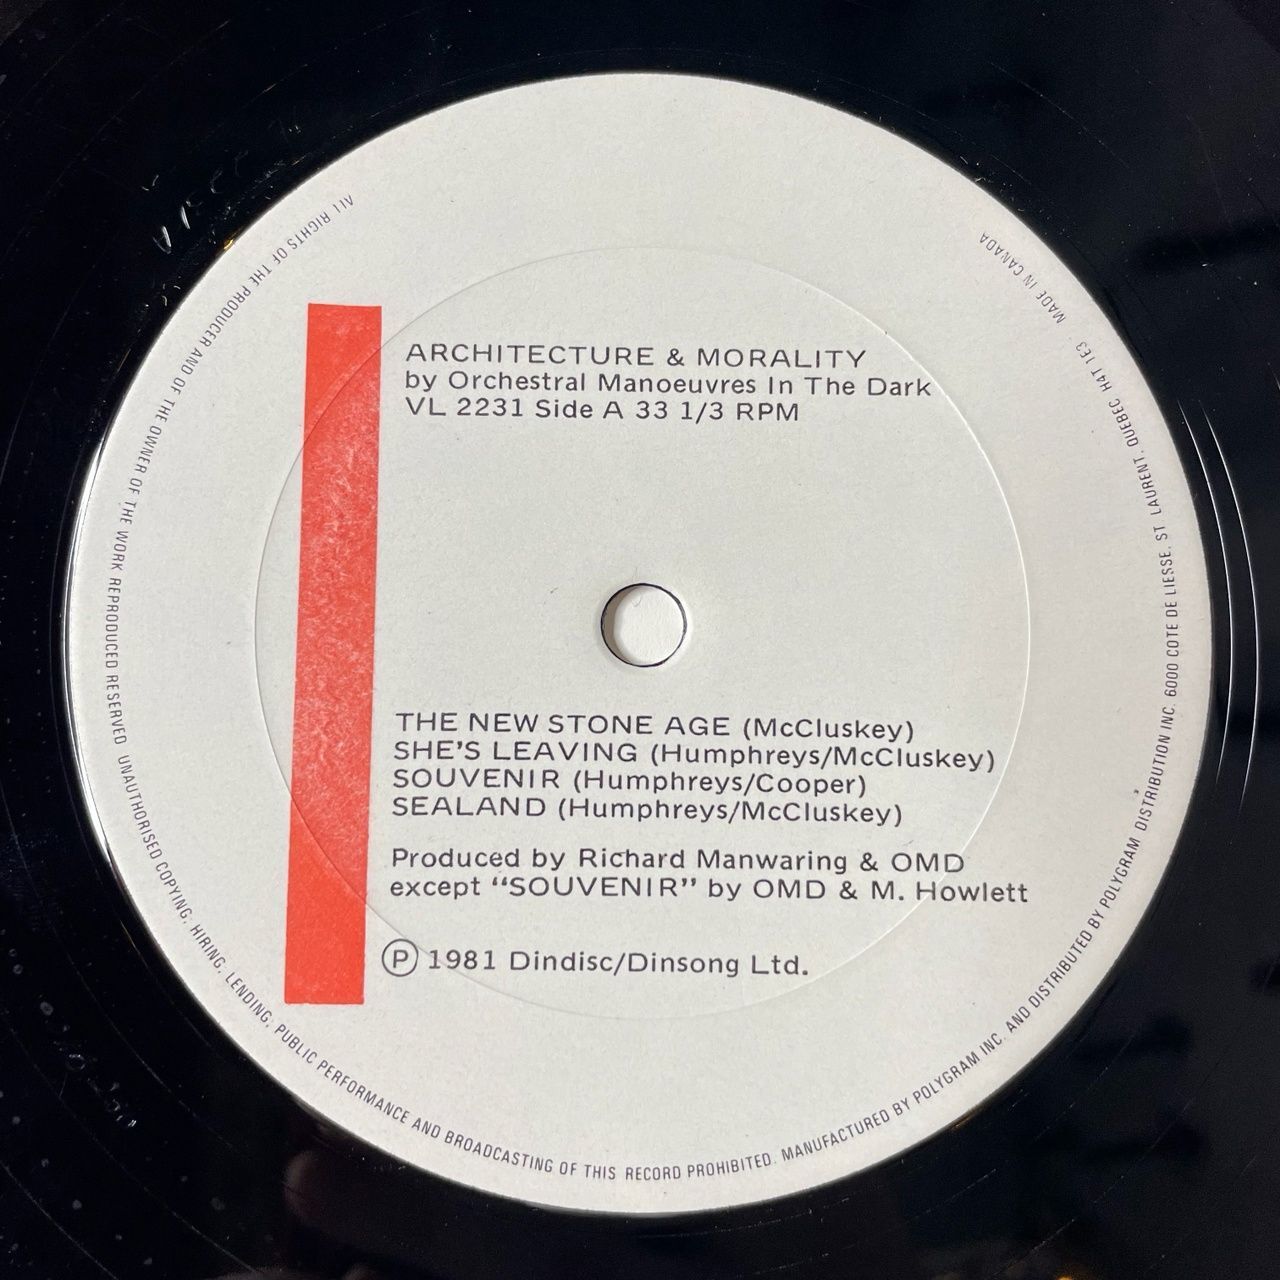 ARCHITECTURE & MORALITY
by Orchestral Manoeuvres In The Dark
VL 2231 Side A 33 1/3 RPM
THE NEW STONE AGE (McCluskey)
SHE'S LEAVING (Humphreys/McCluskey)
SOUVENIR (Humphreys/Cooper)
SEALAND (Humphreys/McCluskey)
Produced by Richard Manwaring & OMD
except “SOUVENIR” by OMD & M. Howlett
Ⓟ 1981 Dindisc/Dinsong Ltd.
ALL RIGHTS OF THE PRODUCER AND OF THE OWNER OF THE WORK REPRODUCED RESERVED UNAUTHORISED COPYING, HIRING, LENDING, PUBLIC PERFORMANCE AND BROADCASTING OF THIS RECORD PROHIBITED. MANUFACTURED BY POLYGRAM INC. AND DISTRIBUTED BY POLYGRAM DISTRIBUTION INC. 6000 COTE DE LIESSE. ST LAURENT. QUEBEC H4T 1E3 MADE IN CANADA